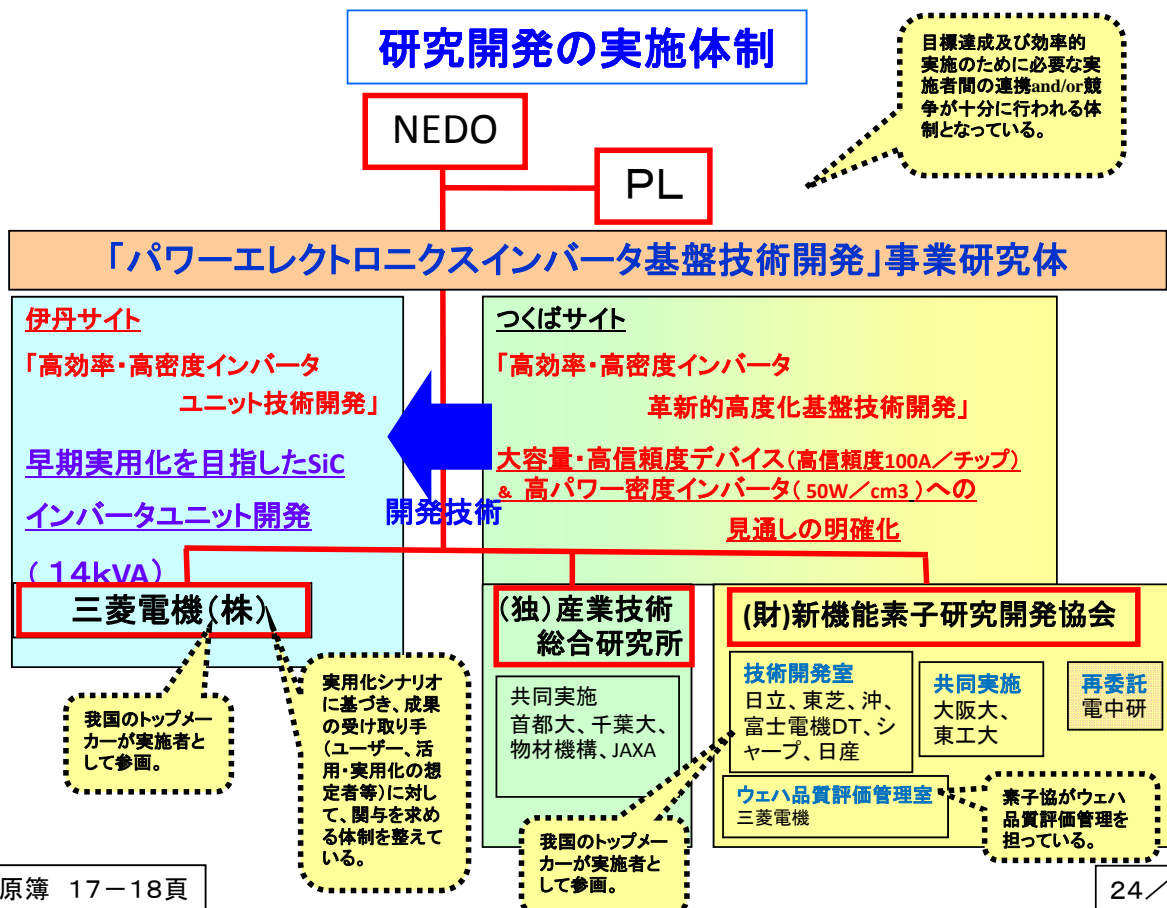 研究開発の実施体制
目標達成及び効率的
実施のために必要な実
施者間の連携and/or競
争が十分に行われる体
制となっている。
NEDO
PL
「パワーエレクトロニクスインバータ基盤技術開発」事業研究体
伊丹サイト
「高効率・高密度インバータ
ユニット技術開発」
早期実用化を目指したSiC
インバータユニット開発
（14kVA）
三菱電機（株）
開発技術
つくばサイト
「高効率・高密度インバータ
革新的高度化基盤技術開発」
大容量・高信頼度デバイス（高信頼度100A／チップ）
& 高パワー密度インバータ（ 50W／cm3 ）への
見通しの明確化
（独）産業技術
総合研究所
共同実施
首都大、千葉大、
物材機構、JAXA
(財)新機能素子研究開発協会
技術開発室
日立、東芝、沖、
富士電機DT、シ
ャープ、日産
共同実施
大阪大、
東工大
再委託
電中研
ウェハ品質評価管理室
三菱電機
我国のトップメー
カーが実施者と
して参画。
実用化シナリオ
に基づき、成果
の受け取り手
（ユーザー、活
用・実用化の想
定者等）に対し
て、関与を求め
る体制を整えて
いる。
我国のトップメー
カーが実施者と
して参画。
素子協がウェハ
品質評価管理を
担っている。
原簿 17－18頁
24／